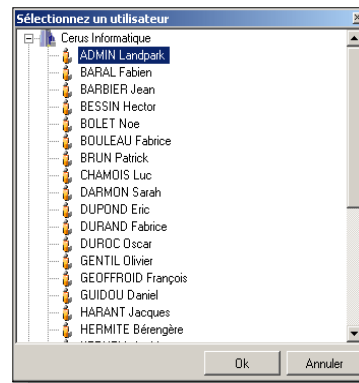 Sélectionnez un utilisateur
Cerus Informatique
ADMIN Landpark
BARAL Fabien
BARBIER Jean
BESSIN Hector
BOLET Noe
BOULEAU Fabrice
BRUN Patrick
CHAMOIS Luc
DARMON Sarah
DUPOND Eric
DURAND Fabrice
DUROC Oscar
GENTIL Olivier
GEOFFROID François
GUIDOU Daniel
HARANT Jacques
HERMITE Bérengère
Ok
Annuler